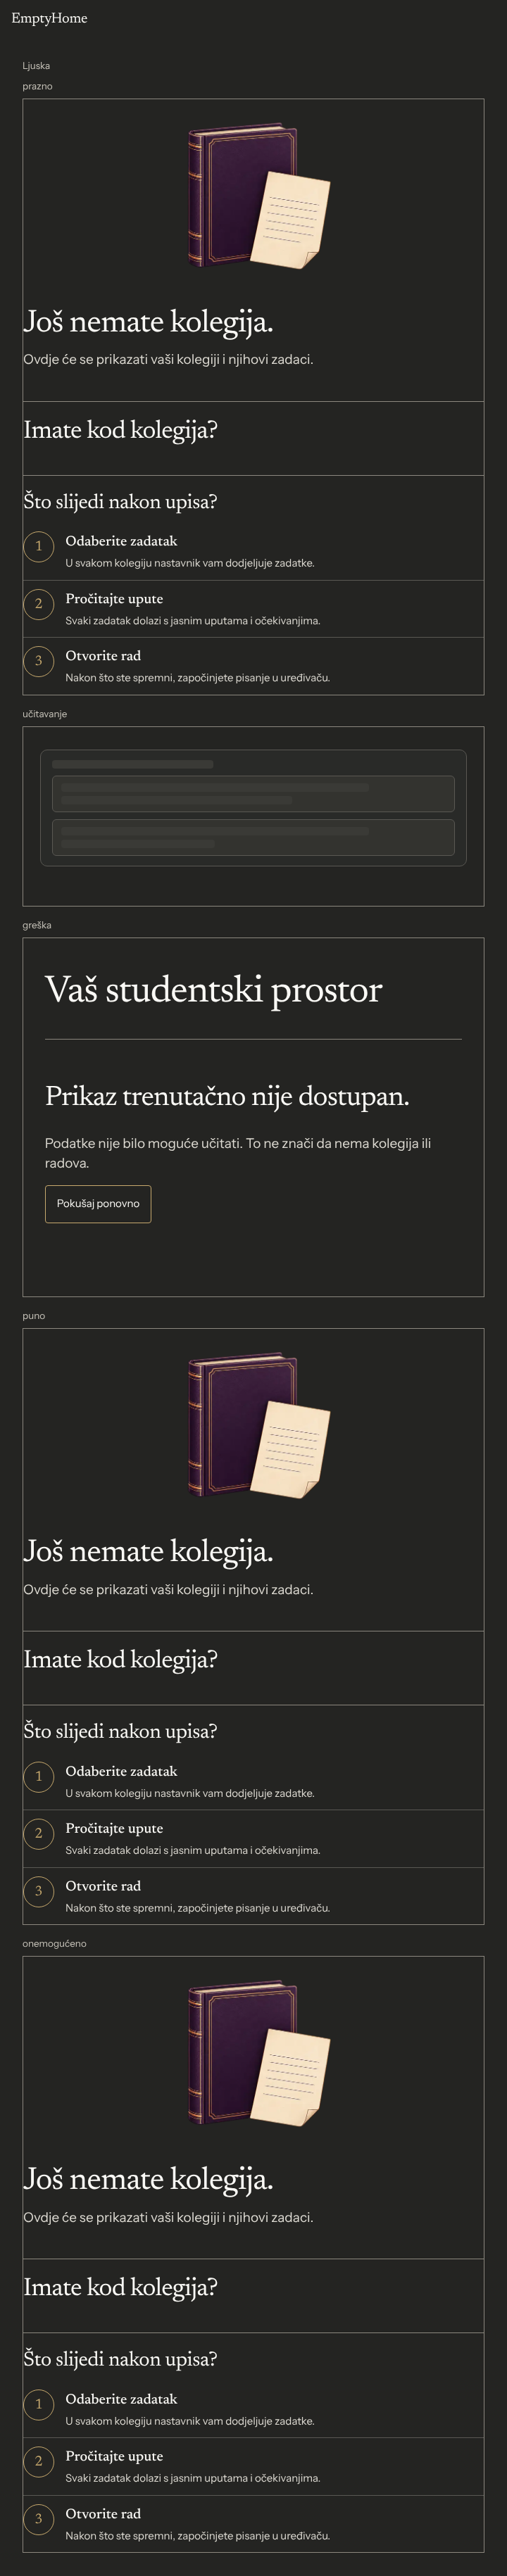 EmptyHome
Ljuska
prazno
Još nemate kolegija.
Ovdje će se prikazati vaši kolegiji i njihovi zadaci.
Imate kod kolegija?
Što slijedi nakon upisa?
1
Odaberite zadatak
U svakom kolegiju nastavnik vam dodjeljuje zadatke.
2
Pročitajte upute
Svaki zadatak dolazi s jasnim uputama i očekivanjima.
3
Otvorite rad
Nakon što ste spremni, započinjete pisanje u uređivaču.
učitavanje
greška
Vaš studentski prostor
Prikaz trenutačno nije dostupan.
Podatke nije bilo moguće učitati. To ne znači da nema kolegija ili
radova.
Pokušaj ponovno
puno
Još nemate kolegija.
Ovdje će se prikazati vaši kolegiji i njihovi zadaci.
Imate kod kolegija?
Što slijedi nakon upisa?
1
Odaberite zadatak
U svakom kolegiju nastavnik vam dodjeljuje zadatke.
2
Pročitajte upute
Svaki zadatak dolazi s jasnim uputama i očekivanjima.
3
Otvorite rad
Nakon što ste spremni, započinjete pisanje u uređivaču.
onemogućeno
Još nemate kolegija.
Ovdje će se prikazati vaši kolegiji i njihovi zadaci.
Imate kod kolegija?
Što slijedi nakon upisa?
1
Odaberite zadatak
U svakom kolegiju nastavnik vam dodjeljuje zadatke.
2
Pročitajte upute
Svaki zadatak dolazi s jasnim uputama i očekivanjima.
3
Otvorite rad
Nakon što ste spremni, započinjete pisanje u uređivaču.